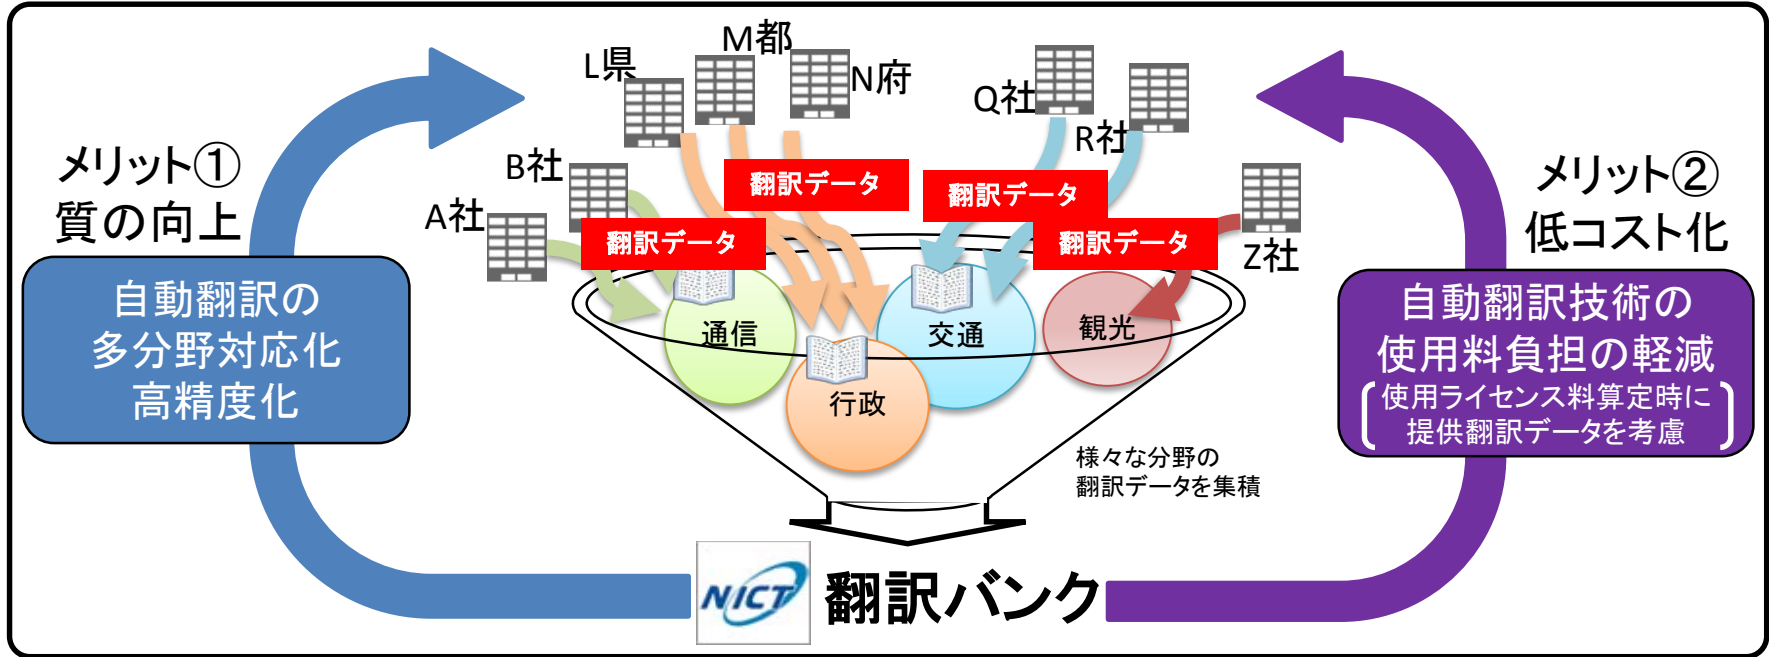 メリット①
質の向上
自動翻訳の
多分野対応化
高精度化
A社
B社
L県
M都
N府
Q社
R社
Z社
翻訳データ
翻訳データ
翻訳データ
翻訳データ
通信
行政
交通
観光
様々な分野の
翻訳データを集積
メリット②
低コスト化
自動翻訳技術の
使用料負担の軽減
使用ライセンス料算定時に
提供翻訳データを考慮
NICT
翻訳バンク